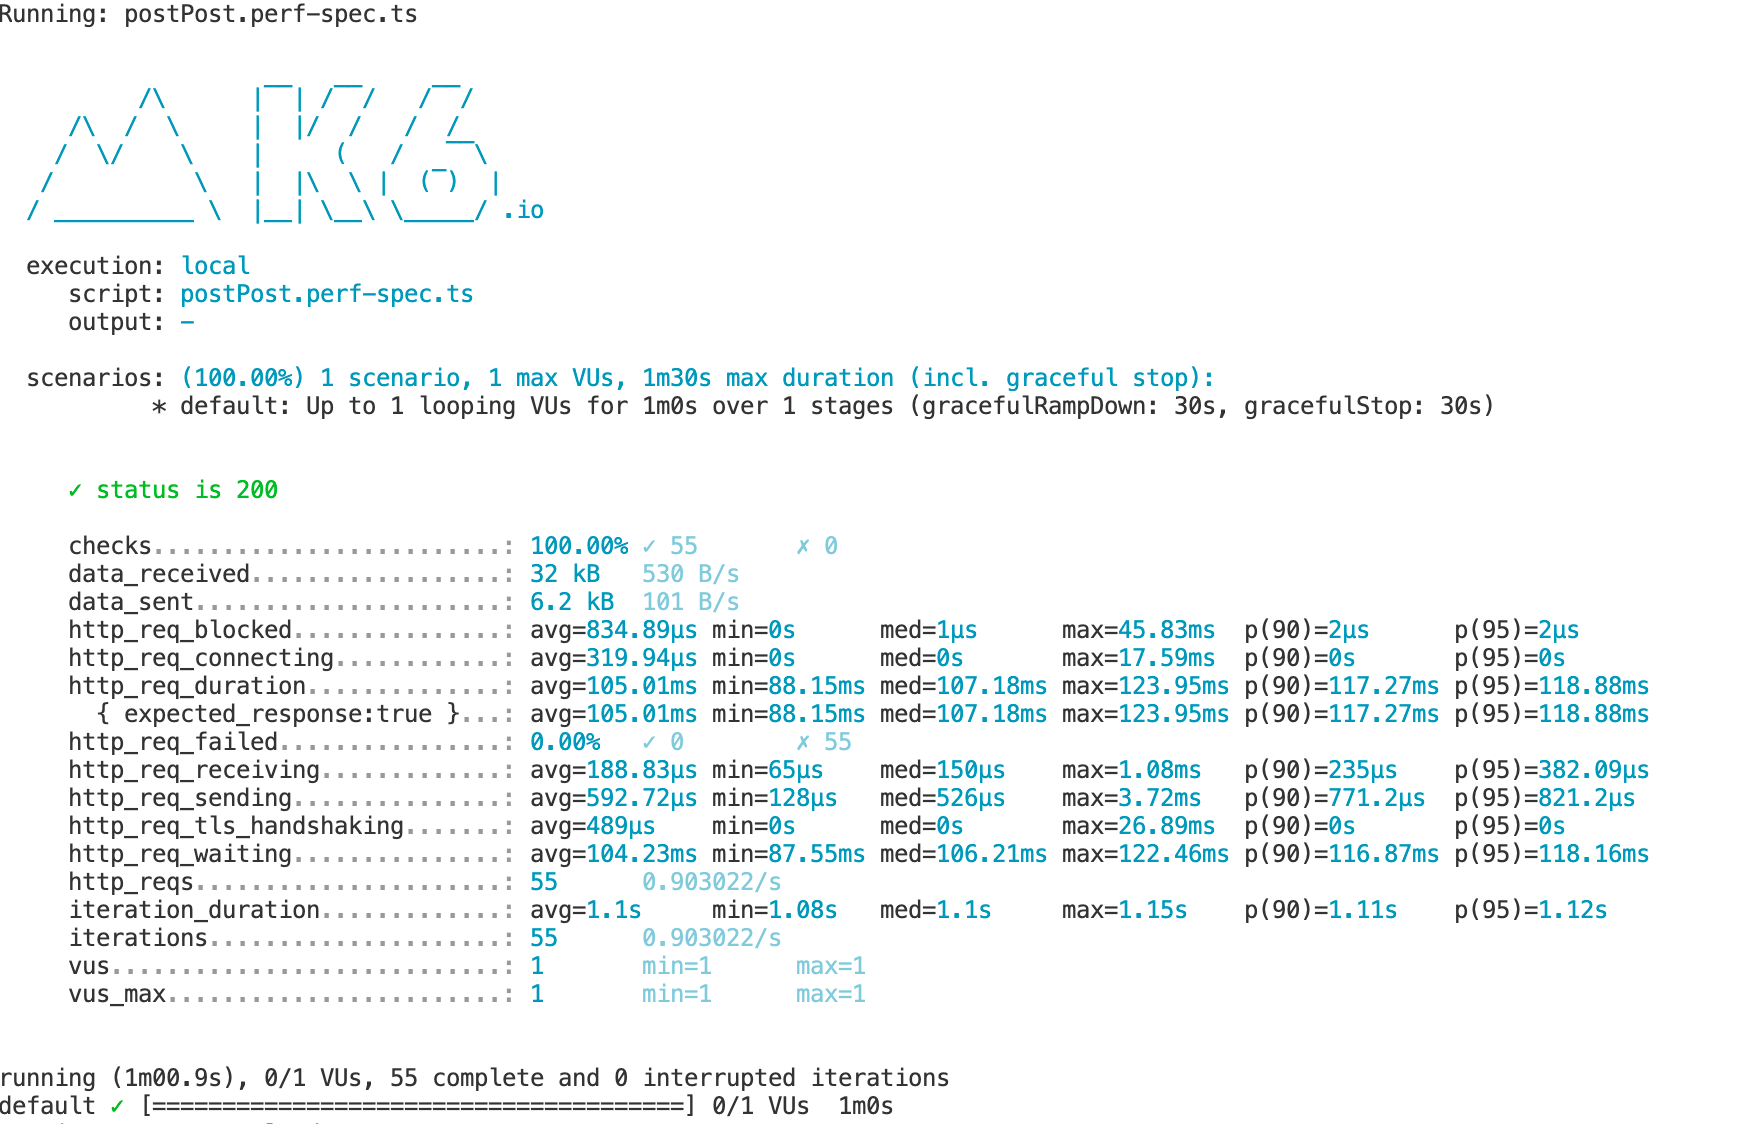 Running: postPost.perf-spec.ts
.io
execution: local
script: postPost.perf-spec.ts
output: -
scenarios: (100.00%) 1 scenario, 1 max VUs, 1m30s max duration (incl. graceful stop):
* default: Up to 1 looping VUs for 1m0s over 1 stages (gracefulRampDown: 30s, gracefulStop: 30s)
✓ status is 200
checks.........................: 100.00% ✓ 55       ✗ 0
data_received..................: 32 kB   530 B/s
data_sent......................: 6.2 kB  101 B/s
http_req_blocked...............: avg=834.89µs min=0s      med=1µs      max=45.83ms  p(90)=2µs      p(95)=2µs
http_req_connecting............: avg=319.94µs min=0s      med=0s       max=17.59ms  p(90)=0s       p(95)=0s
http_req_duration..............: avg=105.01ms min=88.15ms med=107.18ms max=123.95ms p(90)=117.27ms p(95)=118.88ms
{ expected_response:true }...: avg=105.01ms min=88.15ms med=107.18ms max=123.95ms p(90)=117.27ms p(95)=118.88ms
http_req_failed................: 0.00%   ✓ 0        ✗ 55
http_req_receiving.............: avg=188.83µs min=65µs    med=150µs    max=1.08ms   p(90)=235µs    p(95)=382.09µs
http_req_sending...............: avg=592.72µs min=128µs   med=526µs    max=3.72ms   p(90)=771.2µs  p(95)=821.2µs
http_req_tls_handshaking.......: avg=489µs    min=0s      med=0s       max=26.89ms  p(90)=0s       p(95)=0s
http_req_waiting...............: avg=104.23ms min=87.55ms med=106.21ms max=122.46ms p(90)=116.87ms p(95)=118.16ms
http_reqs......................: 55      0.903022/s
iteration_duration.............: avg=1.1s     min=1.08s   med=1.1s     max=1.15s    p(90)=1.11s    p(95)=1.12s
iterations.....................: 55      0.903022/s
vus............................: 1       min=1      max=1
vus_max........................: 1       min=1      max=1
running (1m00.9s), 0/1 VUs, 55 complete and 0 interrupted iterations
default ✓ [======================================] 0/1 VUs  1m0s